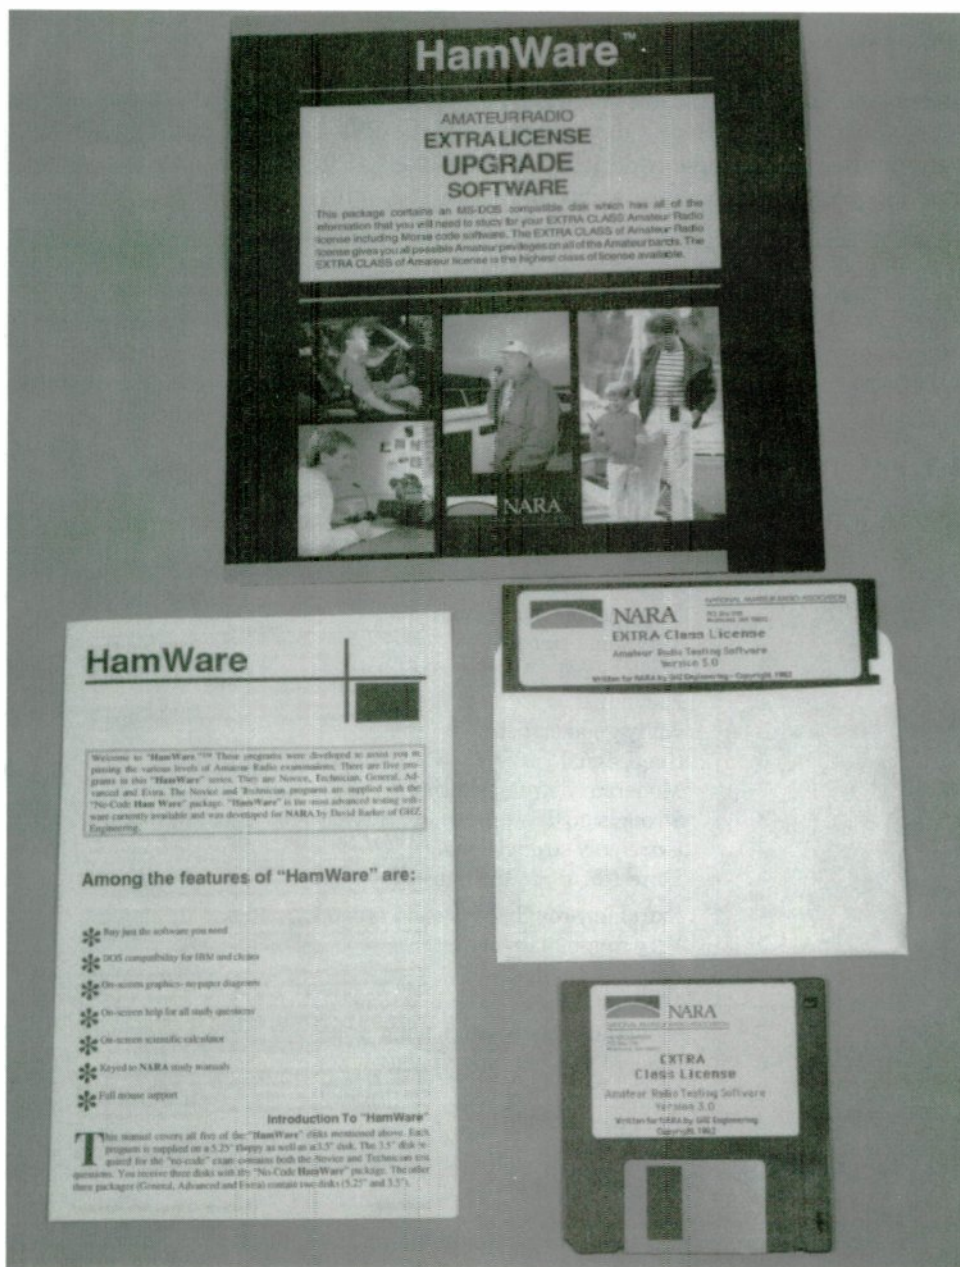 HamWare™
AMATEUR RADIO
EXTRA LICENSE
UPGRADE
SOFTWARE
This package contains an MS-DOS compatible disk which has all of the
information that you will need to study for your EXTRA CLASS Amateur Radio
license including Morse code software. The EXTRA CLASS of Amateur Radio
license gives you all possible Amateur privileges on all of the Amateur bands. The
EXTRA CLASS of Amateur license is the highest class of license available.
NARA
NARA
NATIONAL AMATEUR RADIO ASSOCIATION
EXTRA Class License
Amateur Radio Testing Software
Version 3.0
Written for NARA by GHZ Engineering - Copyright 1992
HamWare
Welcome to "HamWare."™ These programs were developed to assist you in
passing the various levels of Amateur Radio examinations. There are five pro-
grams in this "HamWare" series. They are Novice, Technician, General, Ad-
vanced and Extra. The Novice and Technician programs are supplied with the
"No-Code Ham Ware" package. "HamWare" is the most advanced testing soft-
ware currently available and was developed for NARA by David Barker of GHZ
Engineering.
Among the features of "HamWare" are:
✻ Buy just the software you need
✻ DOS compatibility for IBM and clones
✻ On-screen graphics- no paper diagrams
✻ On-screen help for all study questions
✻ On-screen scientific calculator
✻ Keyed to NARA study manuals
✻ Full mouse support
Introduction To "HamWare"
This manual covers all five of the "HamWare" disks mentioned above. Each
program is supplied on a 5.25" floppy as well as a 3.5" disk. The 3.5" disk re-
quired for the "no-code" exam contains both the Novice and Technician test
questions. You receive three disks with the "No-Code HamWare" package. The other
three packages (General, Advanced and Extra) contain two disks (5.25" and 3.5").
NARA
NATIONAL AMATEUR RADIO ASSOCIATION
EXTRA
Class License
Amateur Radio Testing Software
Version 3.0
Written for NARA by GHZ Engineering
Copyright 1992